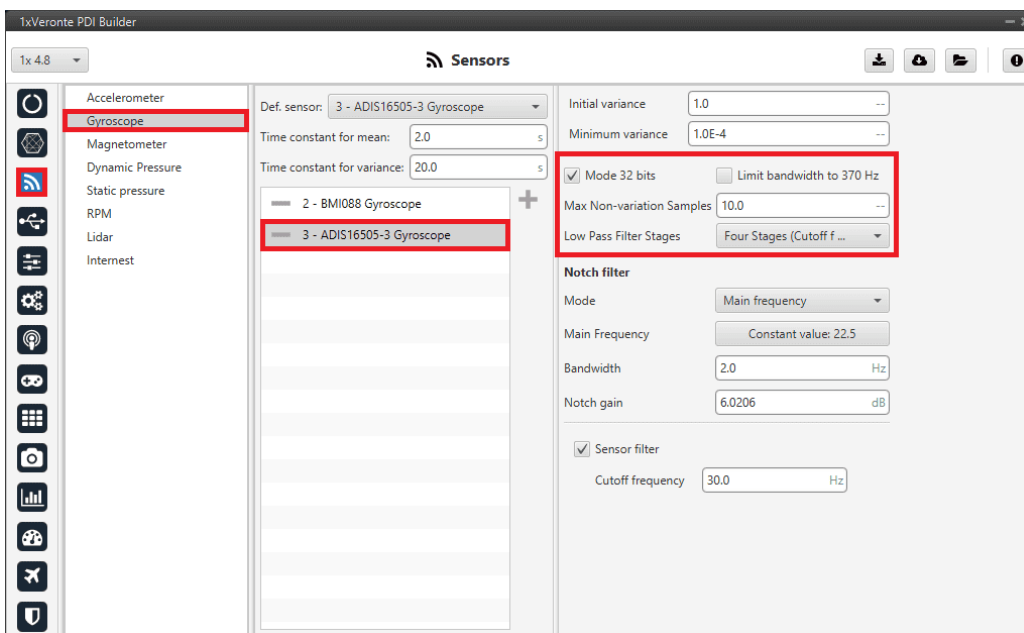 1xVeronte PDI Builder
1x 4.8
Sensors
Accelerometer
Gyroscope
Magnetometer
Dynamic Pressure
Static pressure
RPM
Lidar
Internest
Def. sensor: 3 - ADIS16505-3 Gyroscope
Time constant for mean: 2.0 s
Time constant for variance: 20.0 s
2 - BMI088 Gyroscope
3 - ADIS16505-3 Gyroscope
Initial variance 1.0 --
Minimum variance 1.0E-4 --
Mode 32 bits Limit bandwidth to 370 Hz
Max Non-variation Samples 10.0 --
Low Pass Filter Stages Four Stages (Cutoff f ...
Notch filter
Mode Main frequency
Main Frequency Constant value: 22.5
Bandwidth 2.0 Hz
Notch gain 6.0206 dB
Sensor filter
Cutoff frequency 30.0 Hz